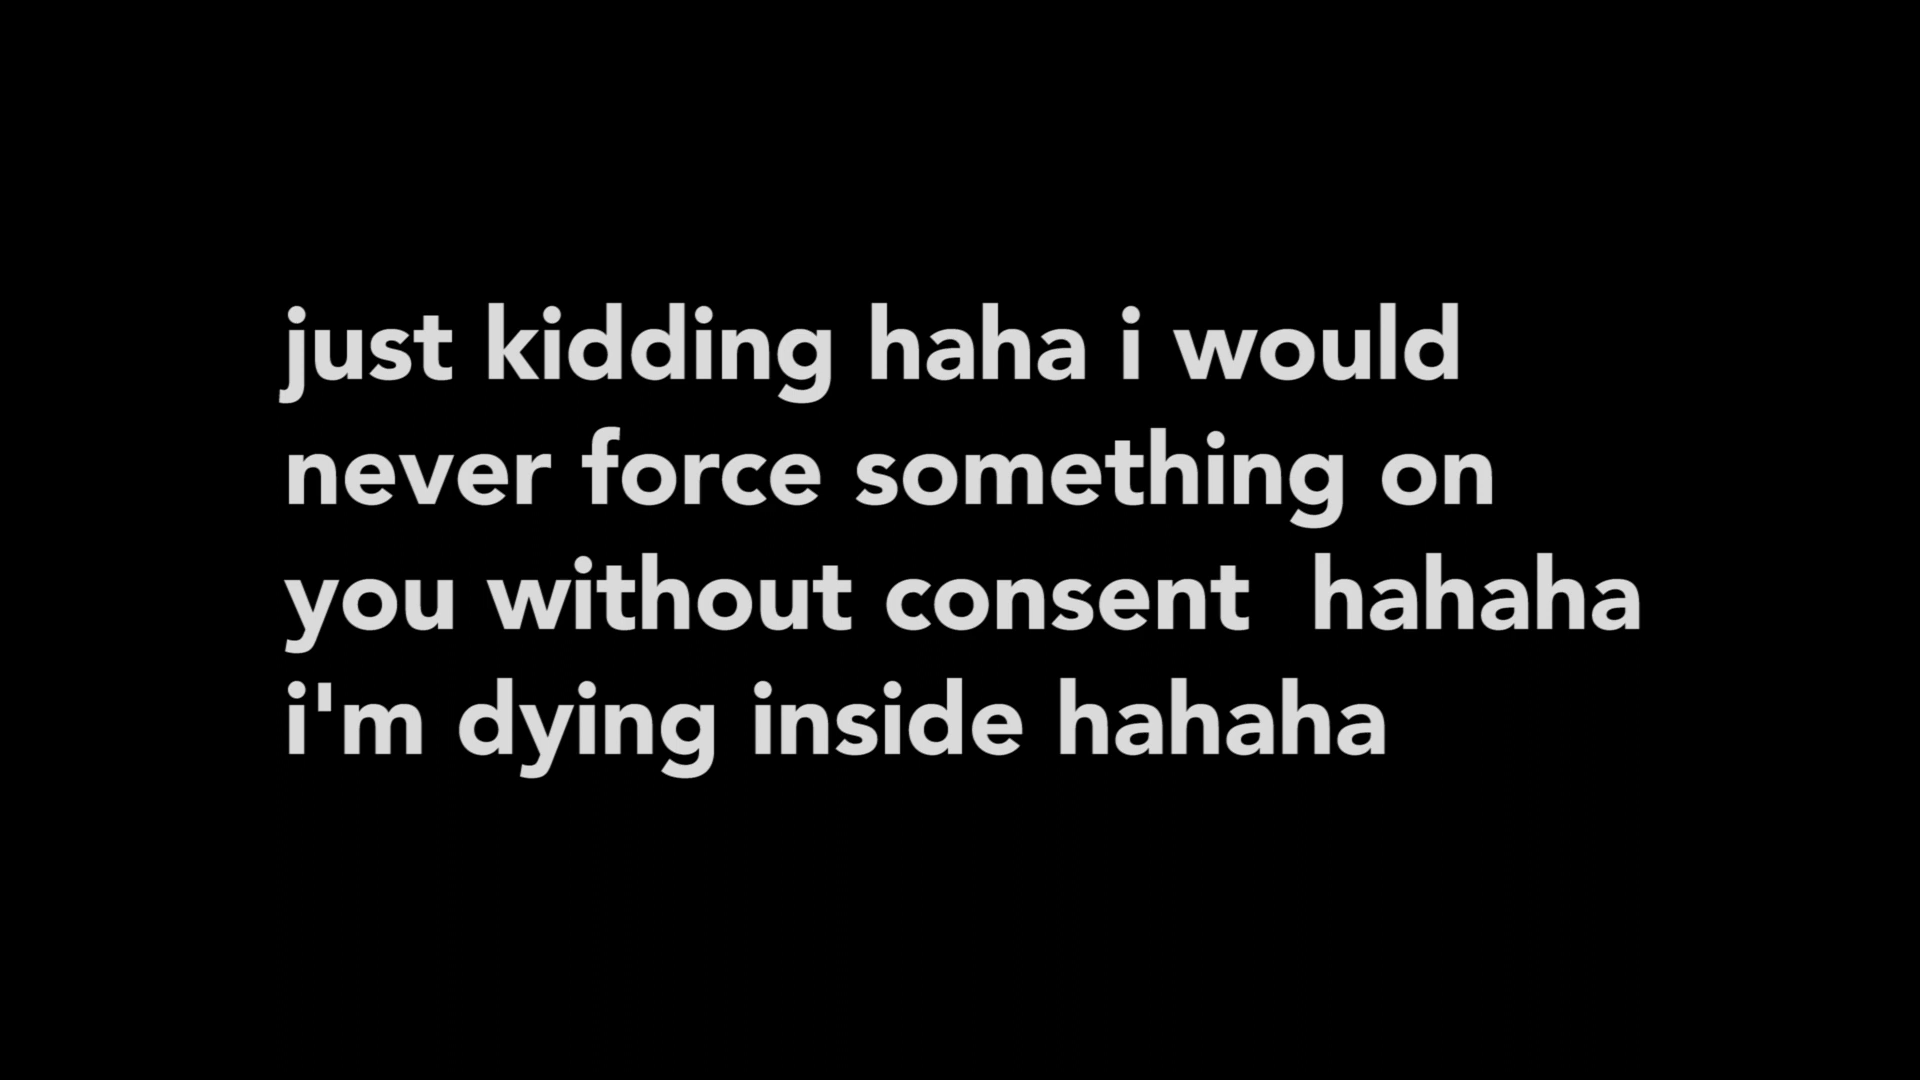 just kidding haha i would
never force something on
you without consent  hahaha
i'm dying inside hahaha